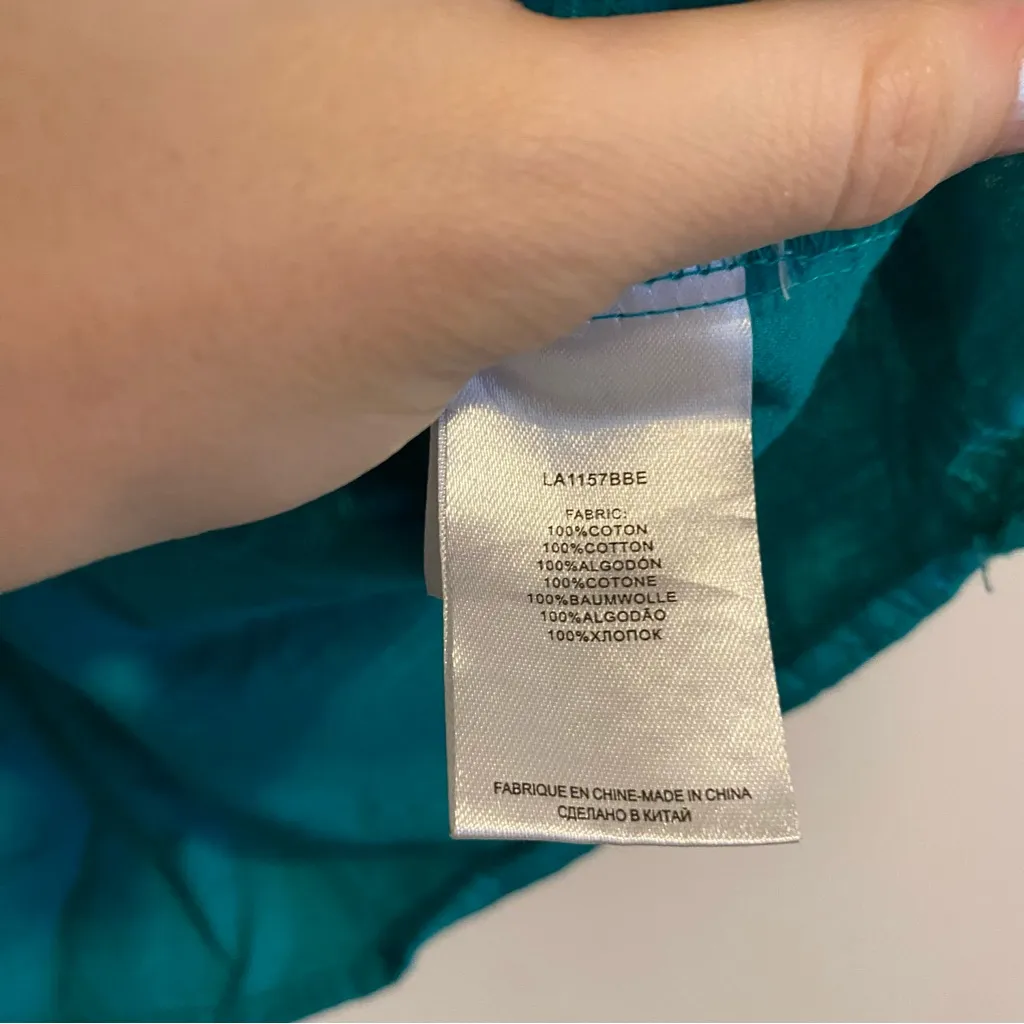 LA1157BBE
FABRIC:
100%COTON
100%COTTON
100%ALGODÓN
100%COTONE
100%BAUMWOLLE
100%ALGODÃO
100%ХЛОПОК
FABRIQUE EN CHINE-MADE IN CHINA
СДЕЛАНО В КИТАЙ